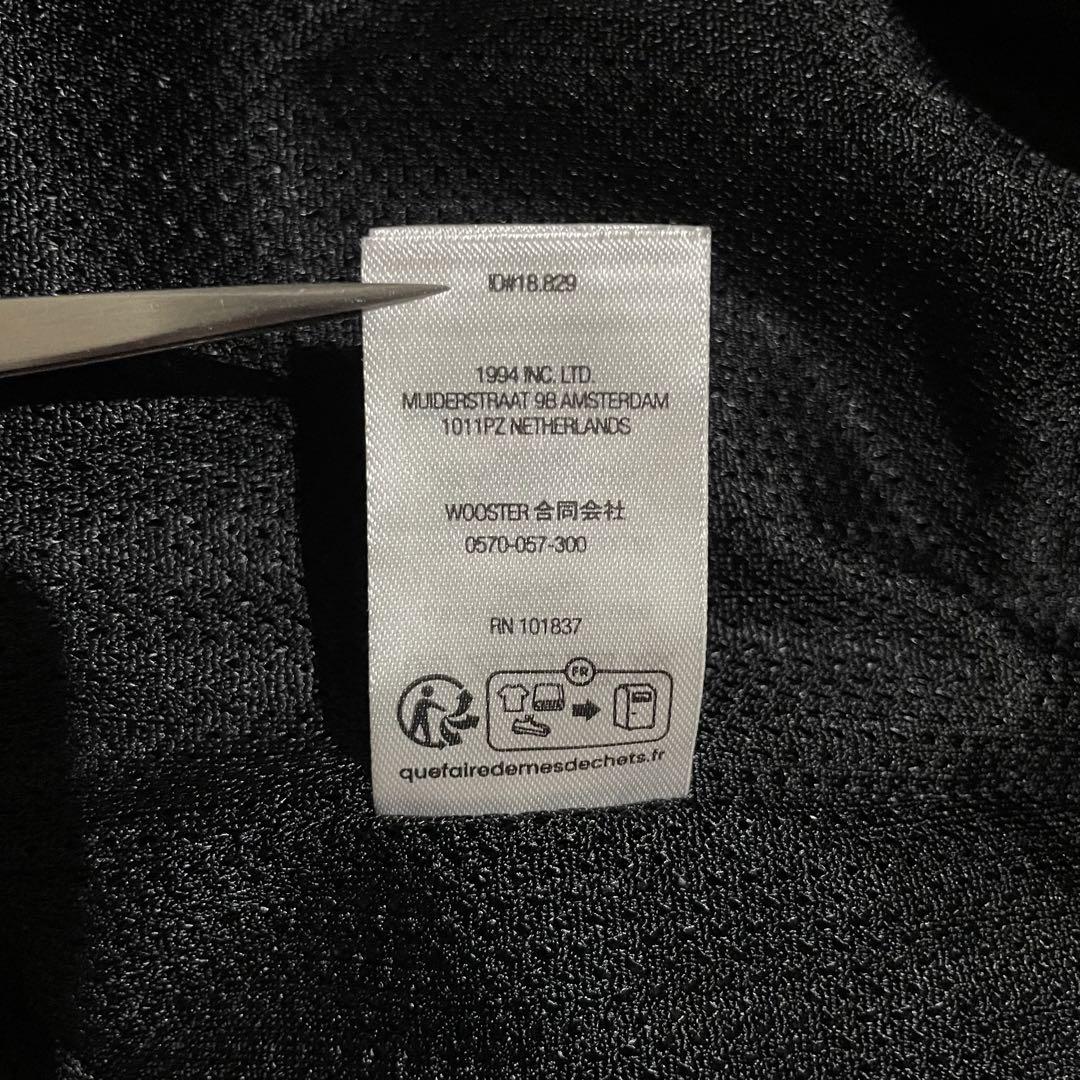 ID#18.829
1994 INC. LTD.
MUIDERSTRAAT 9B AMSTERDAM
1011PZ NETHERLANDS
WOOSTER 合同会社
0570-057-300
RN 101837
FR
quefairedemesdechets.fr